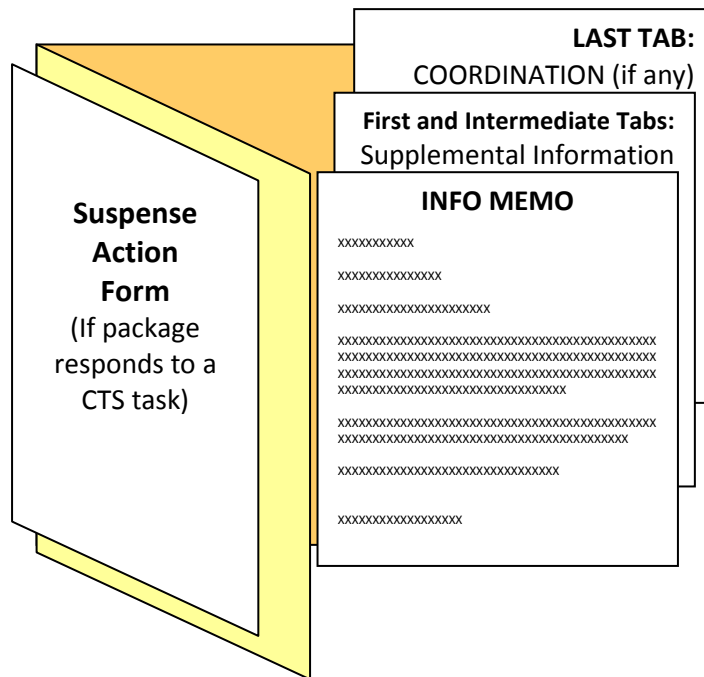 LAST TAB:
COORDINATION (if any)
First and Intermediate Tabs:
Supplemental Information
INFO MEMO
xxxxxxxxxxx
xxxxxxxxxxxxxxx
xxxxxxxxxxxxxxxxxxxxxx
xxxxxxxxxxxxxxxxxxxxxxxxxxxxxxxxxxxxxxxxxxxxxx
xxxxxxxxxxxxxxxxxxxxxxxxxxxxxxxxxxxxxxxxxxxxxx
xxxxxxxxxxxxxxxxxxxxxxxxxxxxxxxxxxxxxxxxxxxxxx
xxxxxxxxxxxxxxxxxxxxxxxxxxxxxxxxx
xxxxxxxxxxxxxxxxxxxxxxxxxxxxxxxxxxxxxxxxxxxxxx
xxxxxxxxxxxxxxxxxxxxxxxxxxxxxxxxxxxxxxxxxx
xxxxxxxxxxxxxxxxxxxxxxxxxxxxxxxx
xxxxxxxxxxxxxxxxxx
Suspense
Action
Form
(If package
responds to a
CTS task)